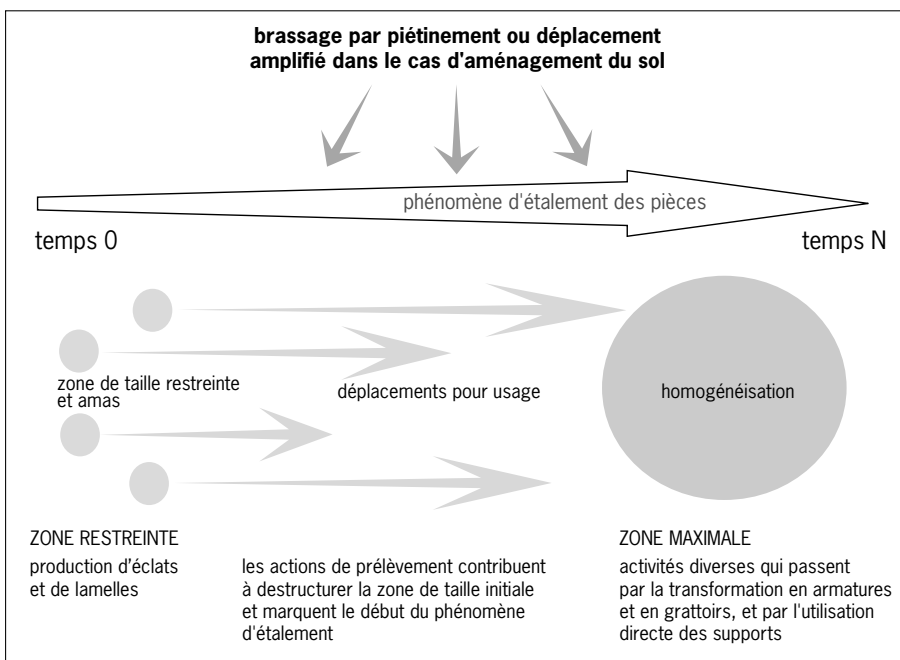 brassage par piétinement ou déplacement
amplifié dans le cas d'aménagement du sol
phénomène d'étalement des pièces
temps 0
temps N
zone de taille restreinte
et amas
déplacements pour usage
homogénéisation
ZONE RESTREINTE
production d'éclats
et de lamelles
les actions de prélèvement contribuent
à destructurer la zone de taille initiale
et marquent le début du phénomène
d'étalement
ZONE MAXIMALE
activités diverses qui passent
par la transformation en armatures
et en grattoirs, et par l'utilisation
directe des supports